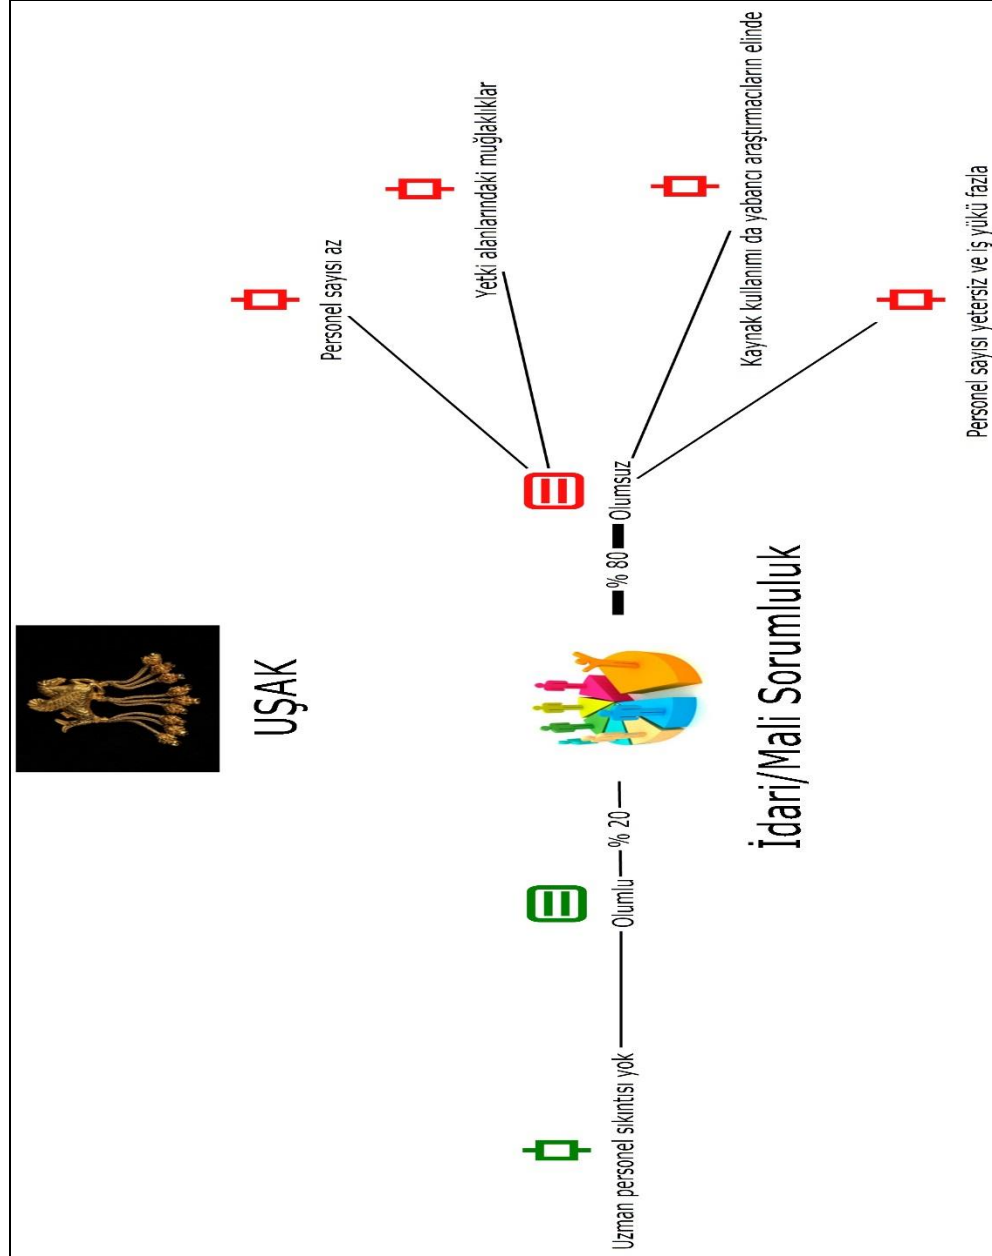 UŞAK
Personel sayısı az
Yetki alanlarındaki muğlaklıklar
Uzman personel sıkıntısı yok
Olumlu
% 20
% 80
Olumsuz
Kaynak kullanımı da yabancı araştırmacıların elinde
İdari/Mali Sorumluluk
Personel sayısı yetersiz ve iş yükü fazla